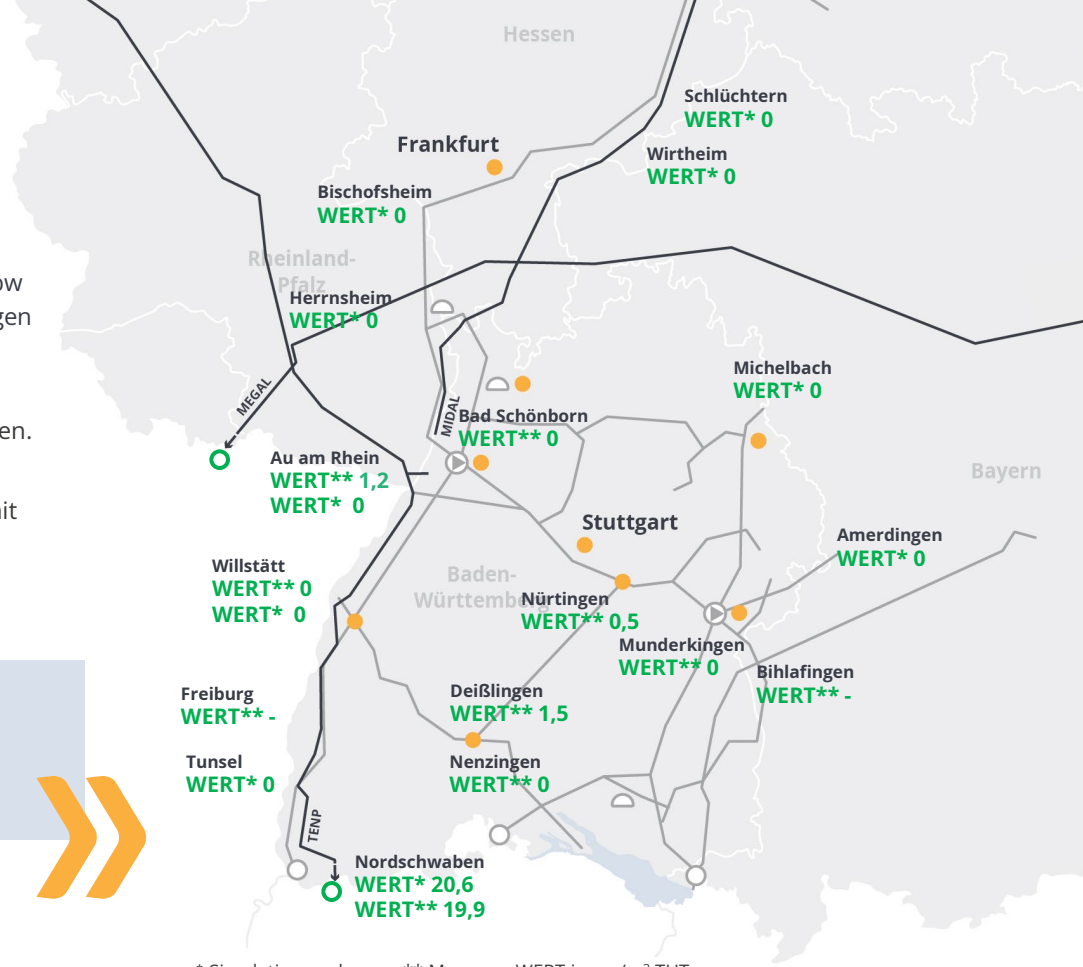 Hessen
Schlüchtern
WERT* 0
Frankfurt
Wirtheim
WERT* 0
Bischofsheim
WERT* 0
Rheinland-
Pfalz
Herrnsheim
WERT* 0
Michelbach
WERT* 0
MEGAL
MIDAL
Bad Schönborn
WERT** 0
en.
Au am Rhein
WERT** 1,2
WERT* 0
Bayern
Stuttgart
Amerdingen
WERT* 0
Willstätt
WERT** 0
WERT* 0
Baden-
Württemberg
Nürtingen
WERT** 0,5
Munderkingen
WERT** 0
Bihlafingen
WERT** -
Freiburg
WERT** -
Deißlingen
WERT** 1,5
Tunsel
WERT* 0
Nenzingen
WERT** 0
TENP
Nordschwaben
WERT* 20,6
WERT** 19,9